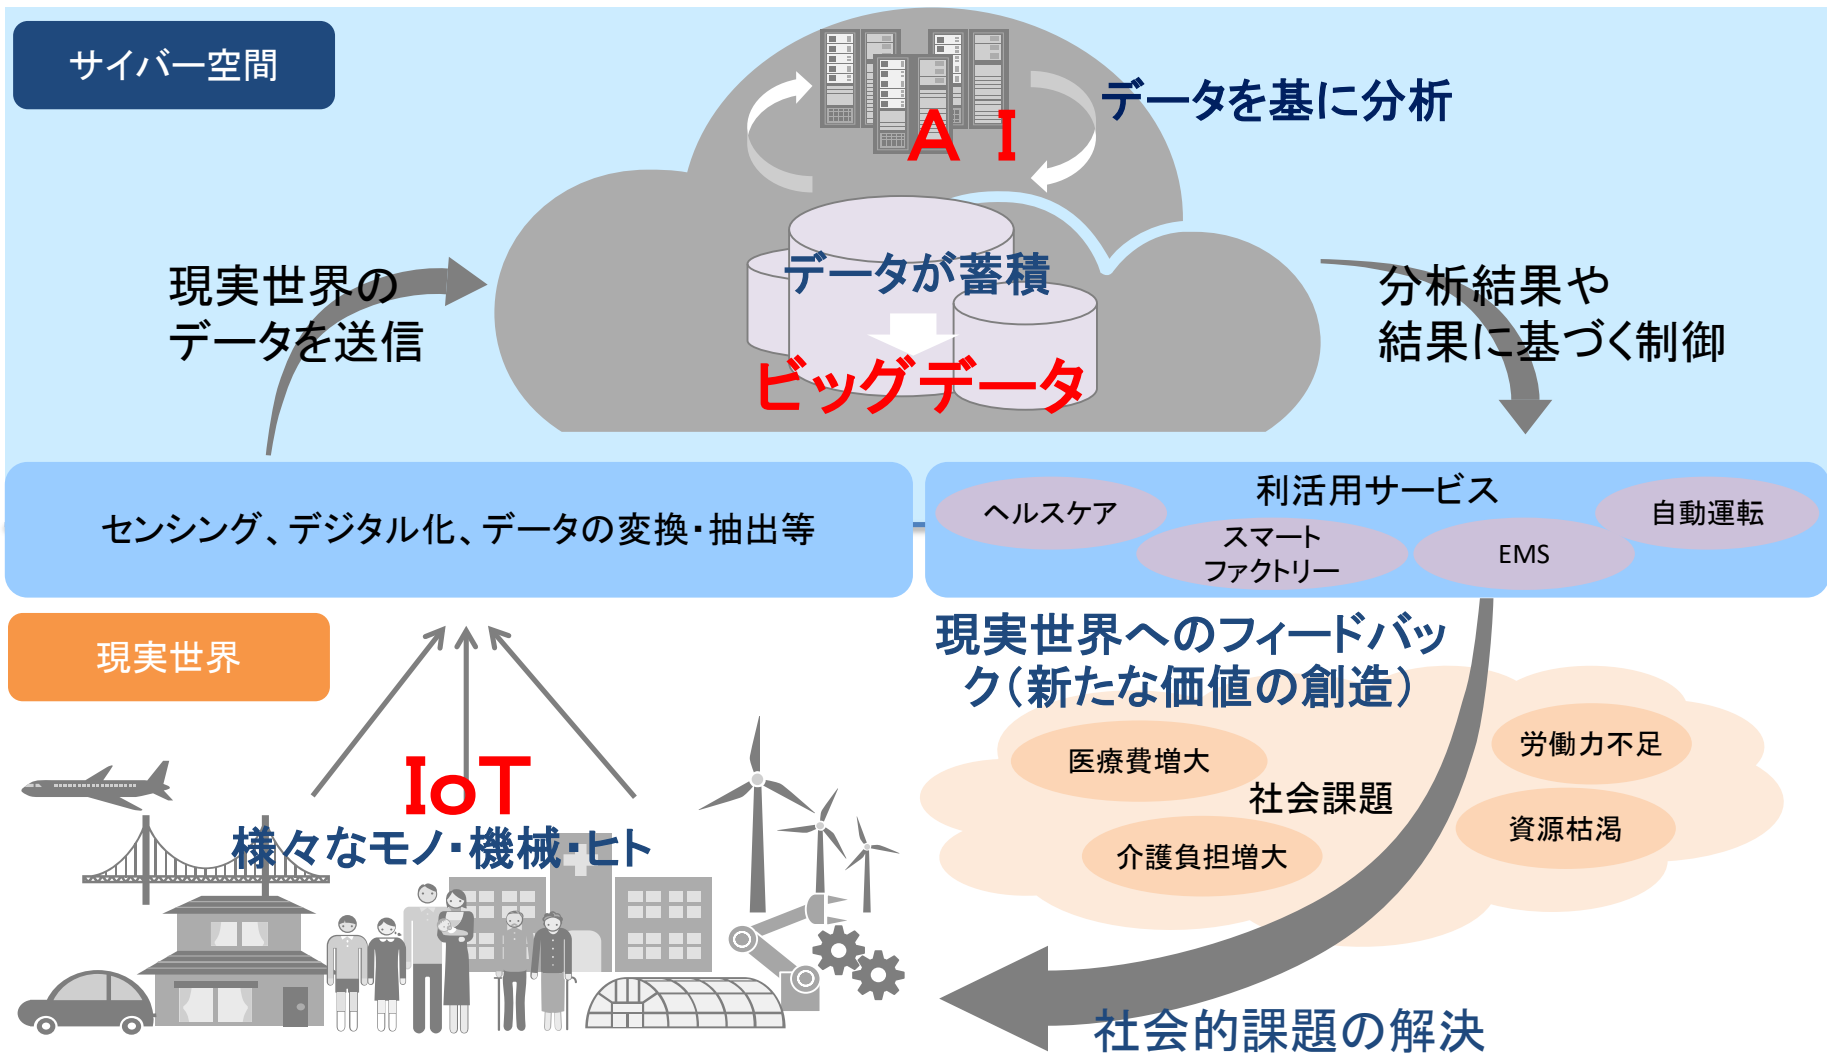 サイバー空間
ＡＩ
データを基に分析
データが蓄積
ビッグデータ
現実世界の
データを送信
分析結果や
結果に基づく制御
センシング、デジタル化、データの変換・抽出等
利活用サービス
ヘルスケア
スマート
ファクトリー
EMS
自動運転
現実世界
IoT
様々なモノ・機械・ヒト
現実世界へのフィードバッ
ク（新たな価値の創造）
医療費増大
労働力不足
社会課題
資源枯渇
介護負担増大
社会的課題の解決